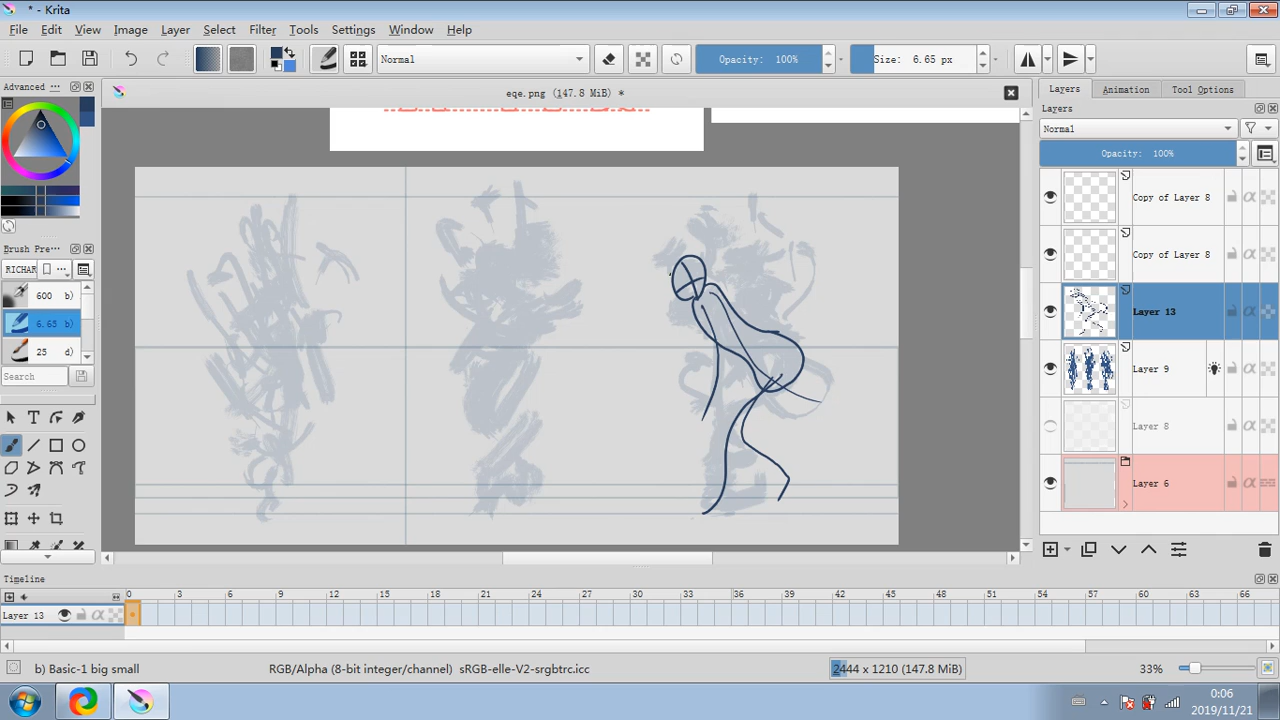 * - Krita
File Edit View Image Layer Select Filter Tools Settings Window Help
Normal
Opacity: 100%
Size: 6.65 px
Advanced ...
eqe.png (147.8 MiB) *
Layers Animation Tool Options
Layers
Normal
Opacity: 100%
Copy of Layer 8
Copy of Layer 8
Layer 13
Layer 9
Layer 8
Layer 6
Brush Pre...
RICHAR
600 b)
6.65 b)
25 d)
Search
Timeline
0 3 6 9 12 15 18 21 24 27 30 33 36 39 42 45 48 51 54 57 60 63 66
Layer 13
b) Basic-1 big small
RGB/Alpha (8-bit integer/channel) sRGB-elle-V2-srgbtrc.icc
2444 x 1210 (147.8 MiB)
33%
0:06
2019/11/21